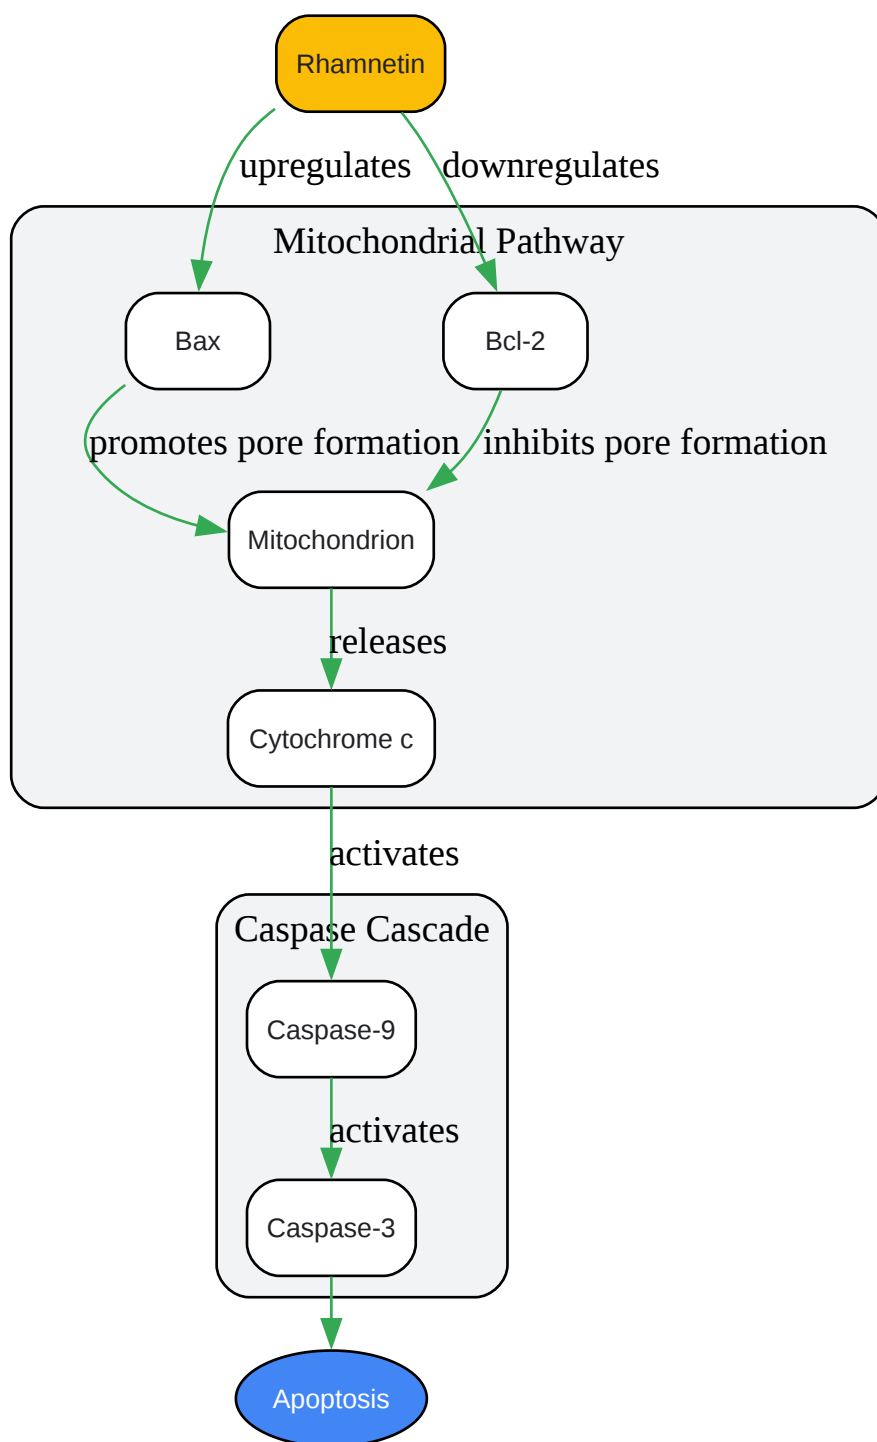 Rhamnetin
upregulates downregulates
Mitochondrial Pathway
Bax Bcl-2
promotes pore formation inhibits pore formation
Mitochondrion
releases
Cytochrome c
activates
Caspase Cascade
Caspase-9
activates
Caspase-3
Apoptosis